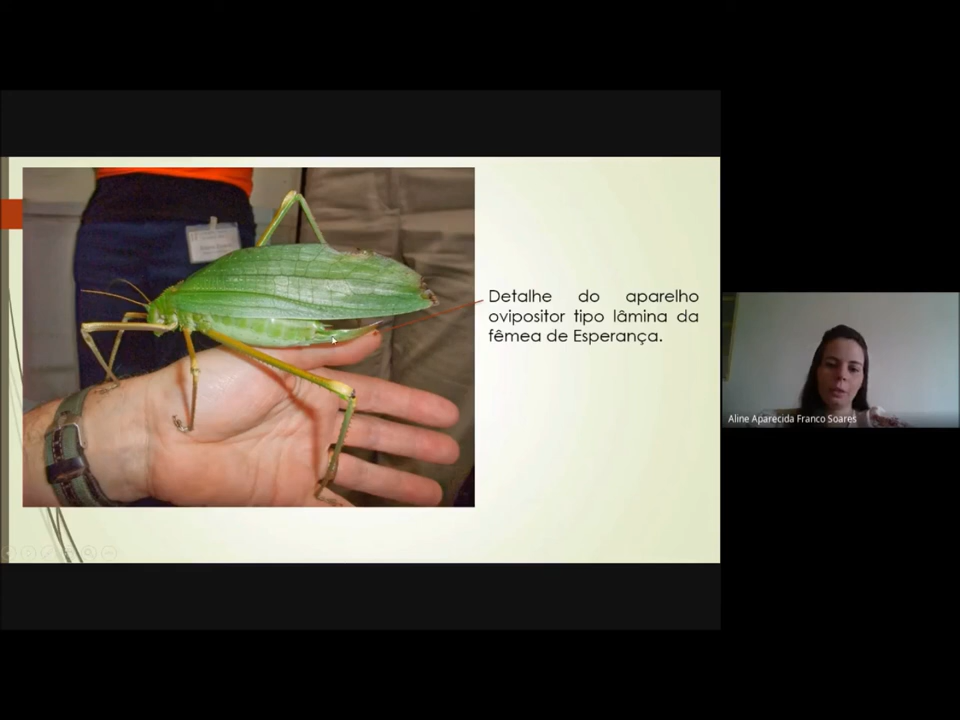 Detalhe do aparelho
ovipositor tipo lâmina da
fêmea de Esperança.
Aline Aparecida Franco Soares